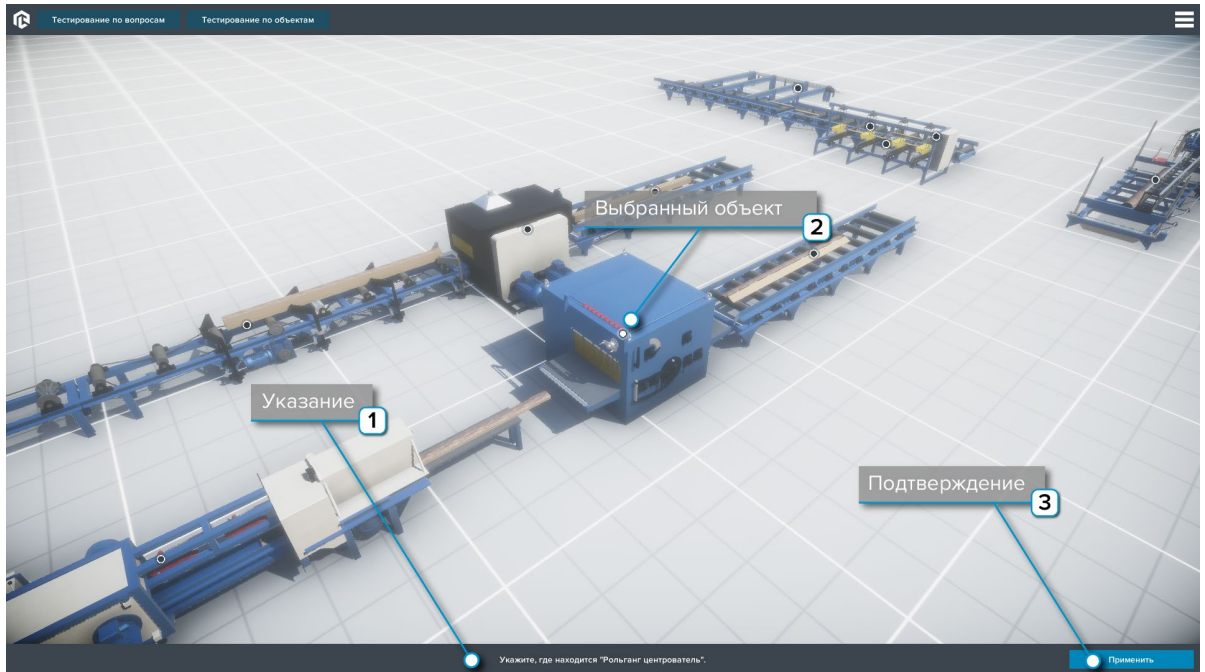 Тестирование по вопросам
Тестирование по объектам
Выбранный объект
2
Указание
1
Подтверждение
3
Укажите, где находится "Рольганг центрователь".
Применить